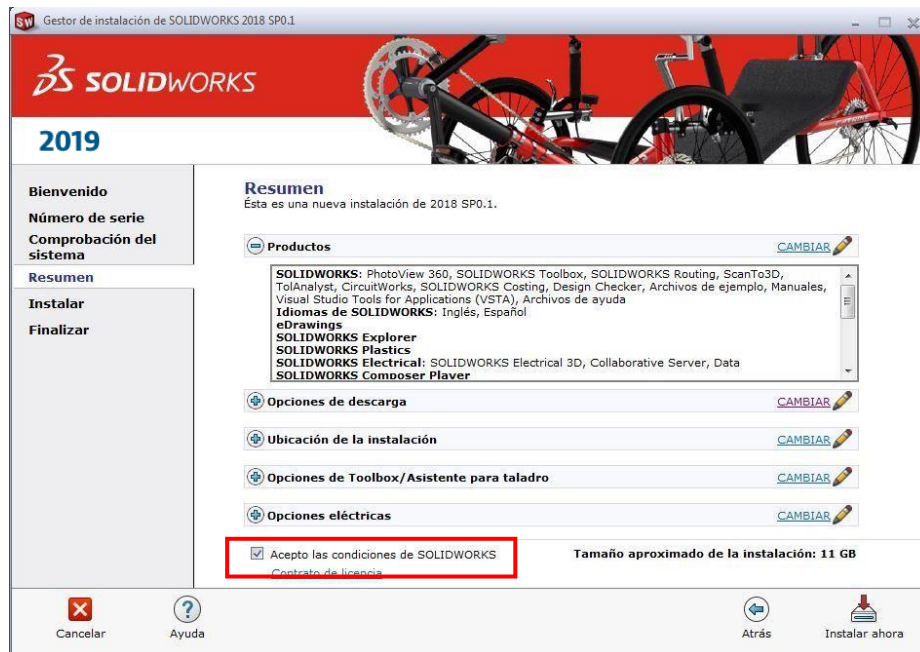 Gestor de instalación de SOLIDWORKS 2018 SP0.1
SOLIDWORKS
2019
Bienvenido
Número de serie
Comprobación del
sistema
Resumen
Instalar
Finalizar
Resumen
Ésta es una nueva instalación de 2018 SP0.1.
Productos CAMBIAR
SOLIDWORKS: PhotoView 360, SOLIDWORKS Toolbox, SOLIDWORKS Routing, ScanTo3D,
TolAnalyst, CircuitWorks, SOLIDWORKS Costing, Design Checker, Archivos de ejemplo, Manuales,
Visual Studio Tools for Applications (VSTA), Archivos de ayuda
Idiomas de SOLIDWORKS: Inglés, Español
eDrawings
SOLIDWORKS Explorer
SOLIDWORKS Plastics
SOLIDWORKS Electrical: SOLIDWORKS Electrical 3D, Collaborative Server, Data
SOLIDWORKS Composer Player
Opciones de descarga CAMBIAR
Ubicación de la instalación CAMBIAR
Opciones de Toolbox/Asistente para taladro CAMBIAR
Opciones eléctricas CAMBIAR
Acepto las condiciones de SOLIDWORKS Tamaño aproximado de la instalación: 11 GB
Contrato de licencia
Cancelar Ayuda Atrás Instalar ahora